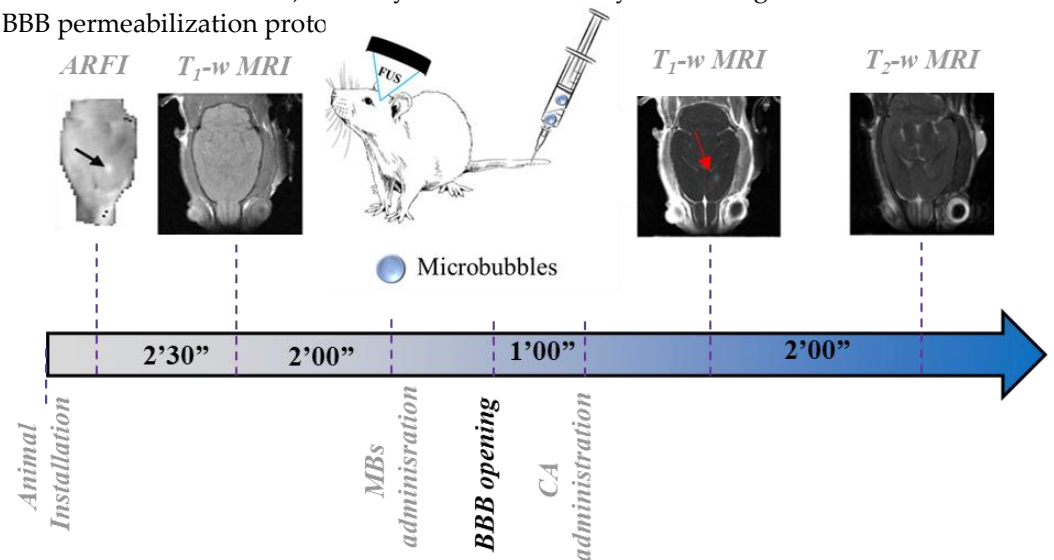 BBB permeabilization proto
ARFI
T₁-w MRI
FUS
T₁-w MRI
T₂-w MRI
Microbubbles
2’30”
2’00”
1’00”
2’00”
Animal
Installation
MBs
adminisration
BBB opening
CA
administration